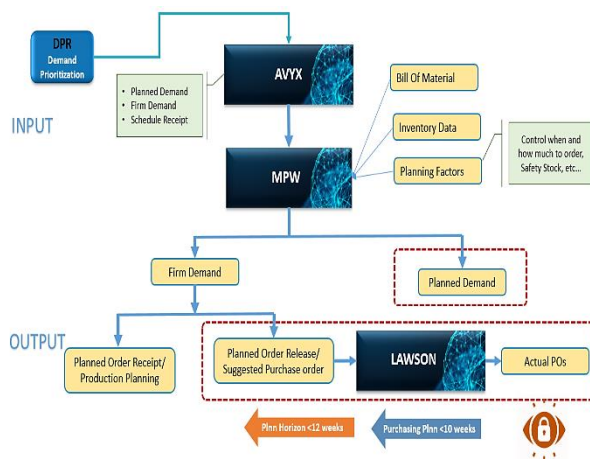 DPR
Demand
Prioritization
AVYX
• Planned Demand
• Firm Demand
• Schedule Receipt
INPUT
Bill Of Material
Inventory Data
Planning Factors
Control when and
how much to order,
Safety Stock, etc...
MPW
Firm Demand
Planned Demand
OUTPUT
Planned Order Receipt/
Production Planning
Planned Order Release/
Suggested Purchase order
LAWSON
Actual POs
Plnn Horizon <12 weeks
Purchasing Plnn <10 weeks